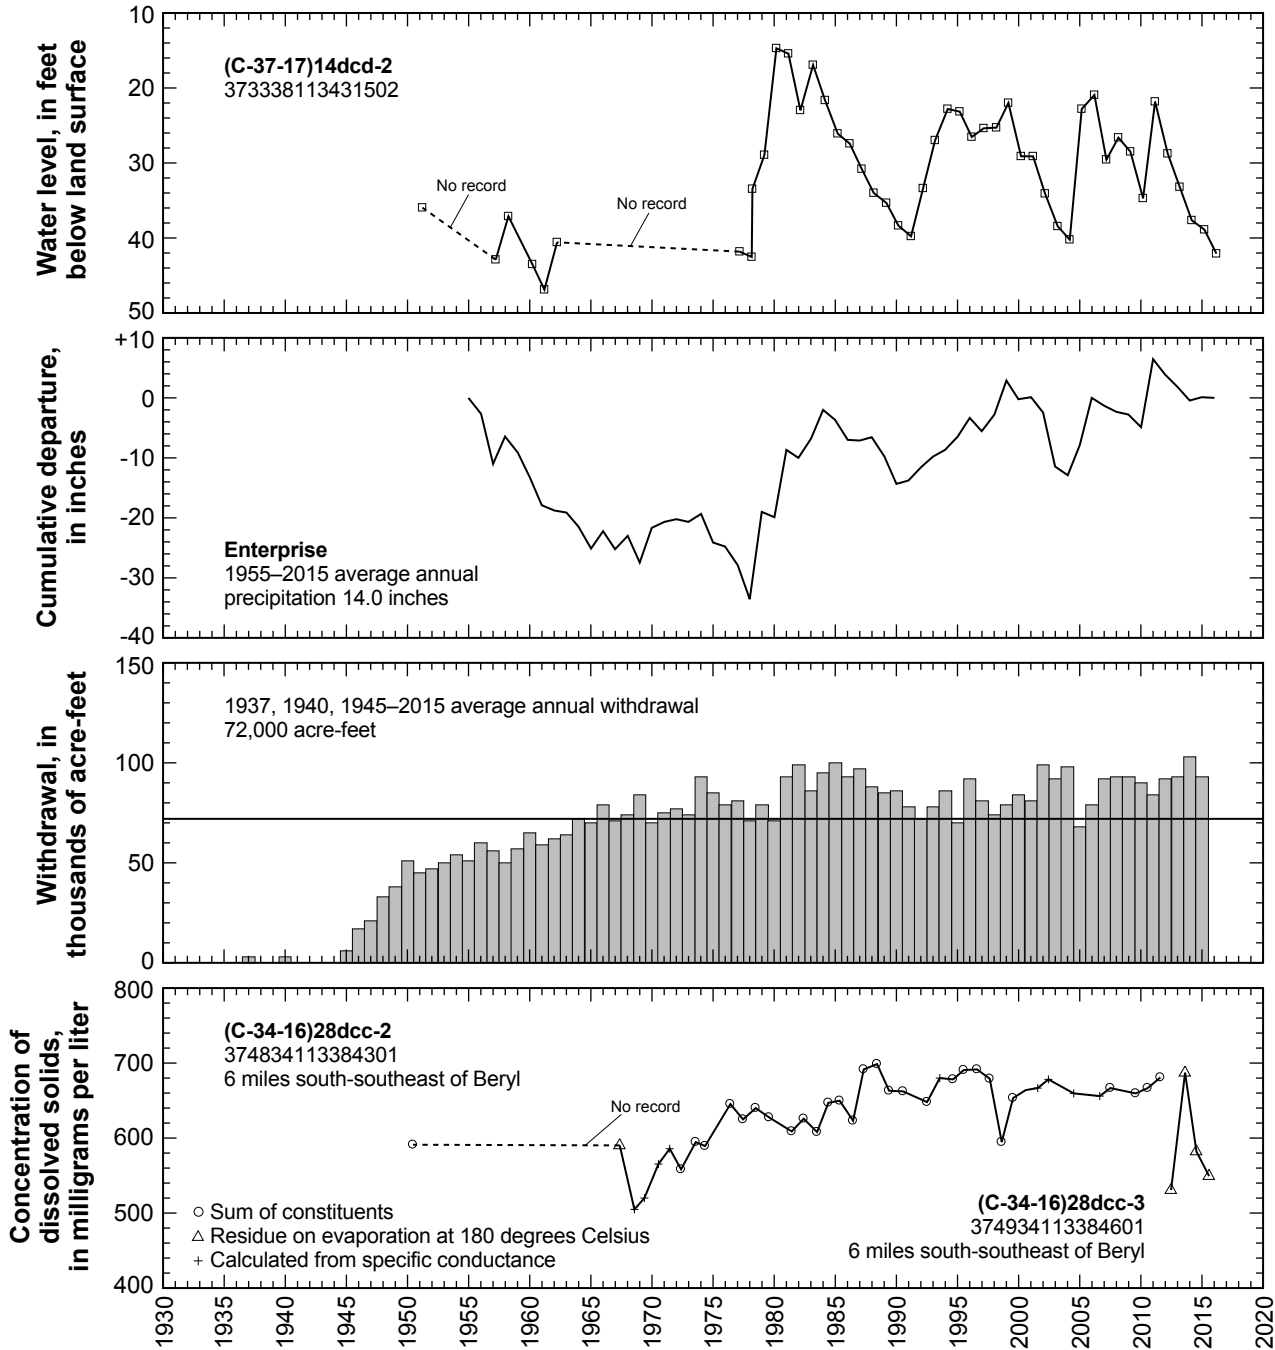 Water level, in feet
below land surface
10
20
30
40
50
(C-37-17)14dcd-2
373338113431502
No record
No record
Cumulative departure,
in inches
+10
0
-10
-20
-30
-40
Enterprise
1955–2015 average annual
precipitation 14.0 inches
Withdrawal, in
thousands of acre-feet
150
100
50
0
1937, 1940, 1945–2015 average annual withdrawal
72,000 acre-feet
Concentration of
dissolved solids,
in milligrams per liter
800
700
600
500
400
(C-34-16)28dcc-2
374834113384301
6 miles south-southeast of Beryl
No record
Sum of constituents
Residue on evaporation at 180 degrees Celsius
Calculated from specific conductance
(C-34-16)28dcc-3
374934113384601
6 miles south-southeast of Beryl
1930
1935
1940
1945
1950
1955
1960
1965
1970
1975
1980
1985
1990
1995
2000
2005
2010
2015
2020